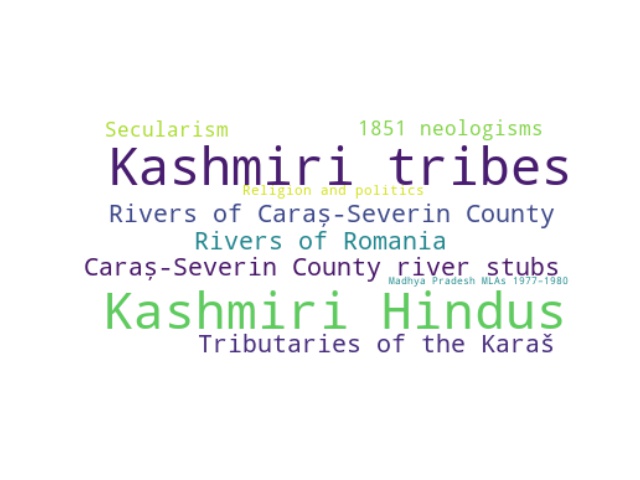 Secularism 1851 neologisms
Kashmiri tribes
Religion and politics
Rivers of Caraș-Severin County
Rivers of Romania
Caraș-Severin County river stubs
Madhya Pradesh MLAs 1977–1980
Kashmiri Hindus
Tributaries of the Karaš